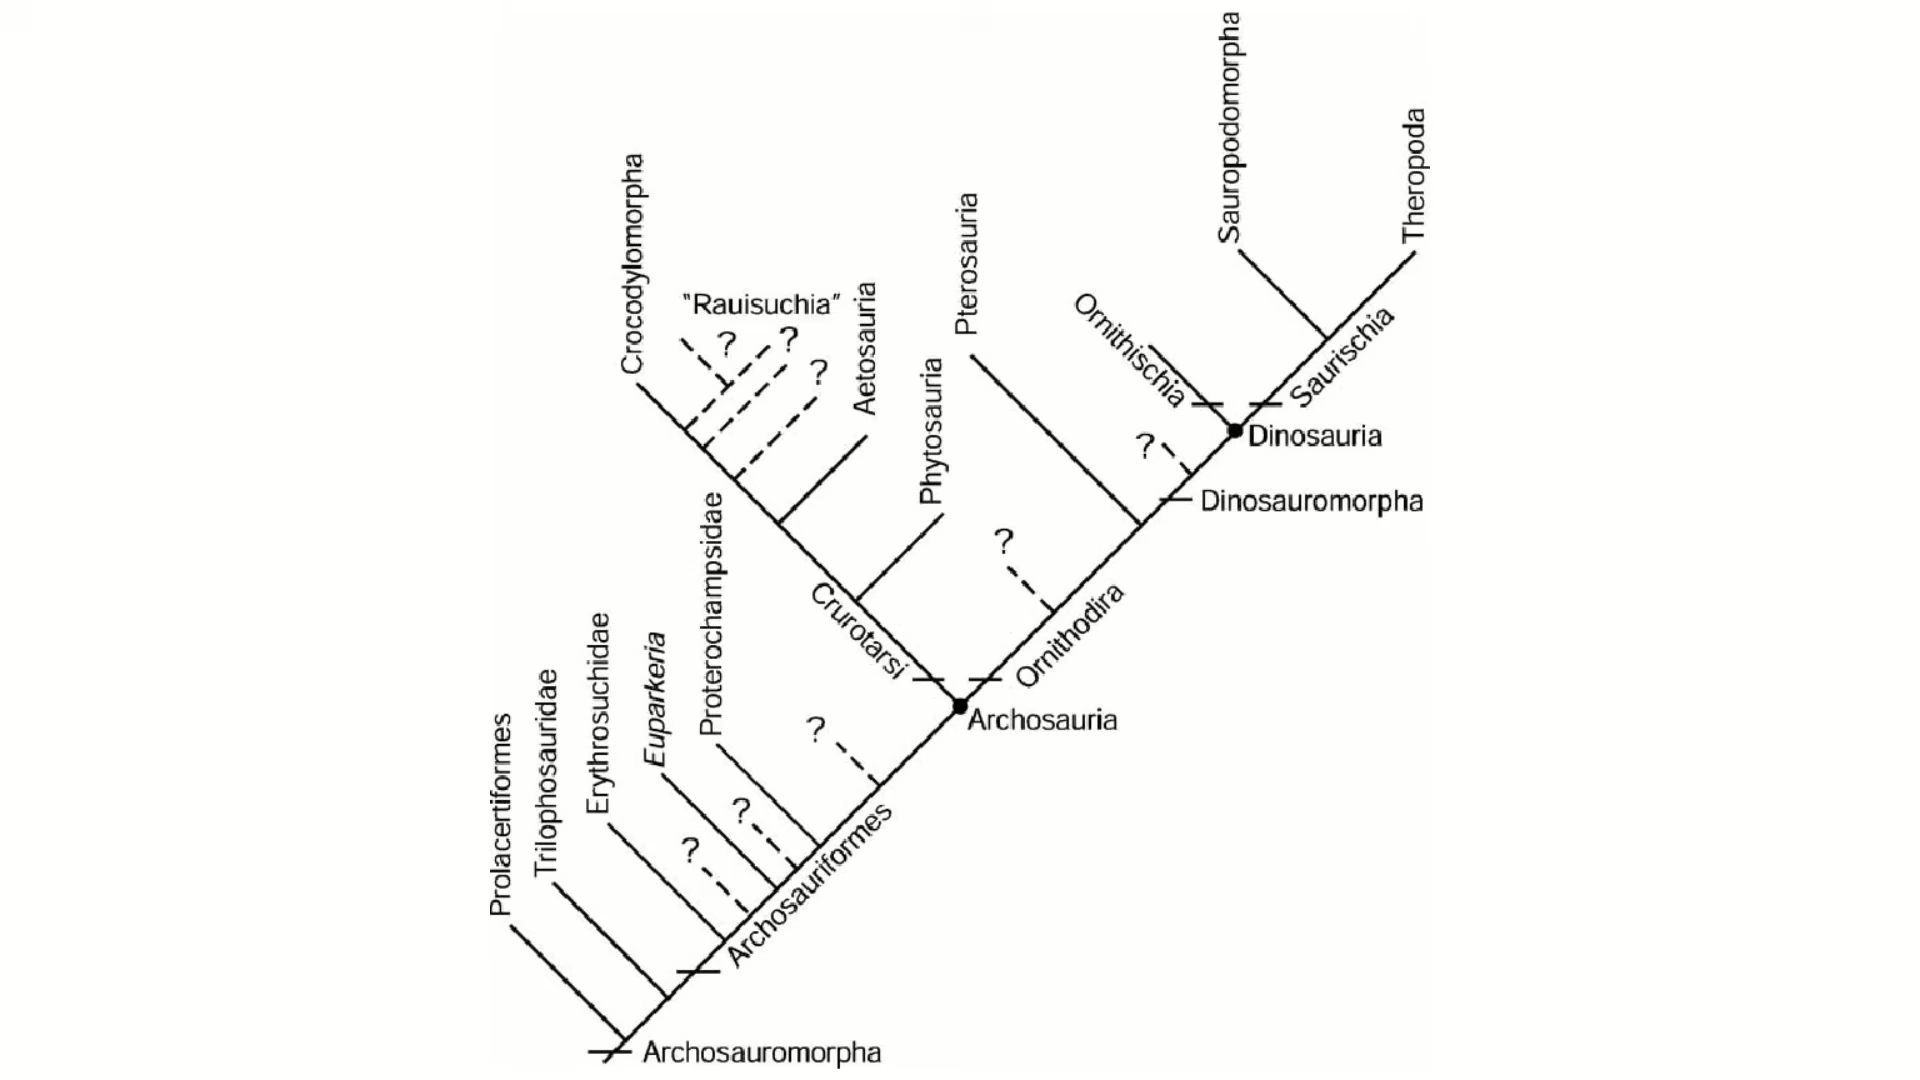 Sauropodomorpha
Theropoda
Crocodylomorpha
Pterosauria
"Rauisuchia"
Aetosauria
Ornithischia
Saurischia
?
?
?
Phytosauria
Dinosauria
?
Dinosauromorpha
Proterochampsidae
?
Crurotarsi
Ornithodira
Archosauria
Erythrosuchidae
Euparkeria
?
Trilophosauridae
Prolacertiformes
?
?
Archosauriformes
Archosauromorpha